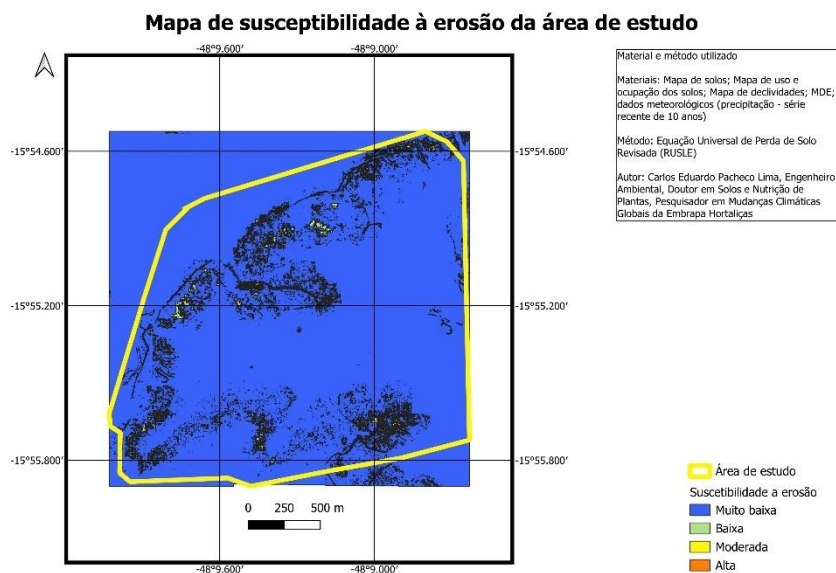 Mapa de susceptibilidade à erosão da área de estudo
-48°9.600' -48°9.000'
Material e método utilizado
Materiais: Mapa de solos; Mapa de uso e
ocupação dos solos; Mapa de declividades; MDE;
dados meteorológicos (precipitação - série
recente de 10 anos)
Método: Equação Universal de Perda de Solo
Revisada (RUSLE)
Autor: Carlos Eduardo Pacheco Lima, Engenheiro
Ambiental, Doutor em Solos e Nutrição de
Plantas, Pesquisador em Mudanças Climáticas
Globais da Embrapa Hortaliças
-15°54.600' -15°54.600'
-15°55.200' -15°55.200'
-15°55.800' -15°55.800'
0 250 500 m
-48°9.600' -48°9.000'
Área de estudo
Suscetibilidade a erosão
Muito baixa
Baixa
Moderada
Alta